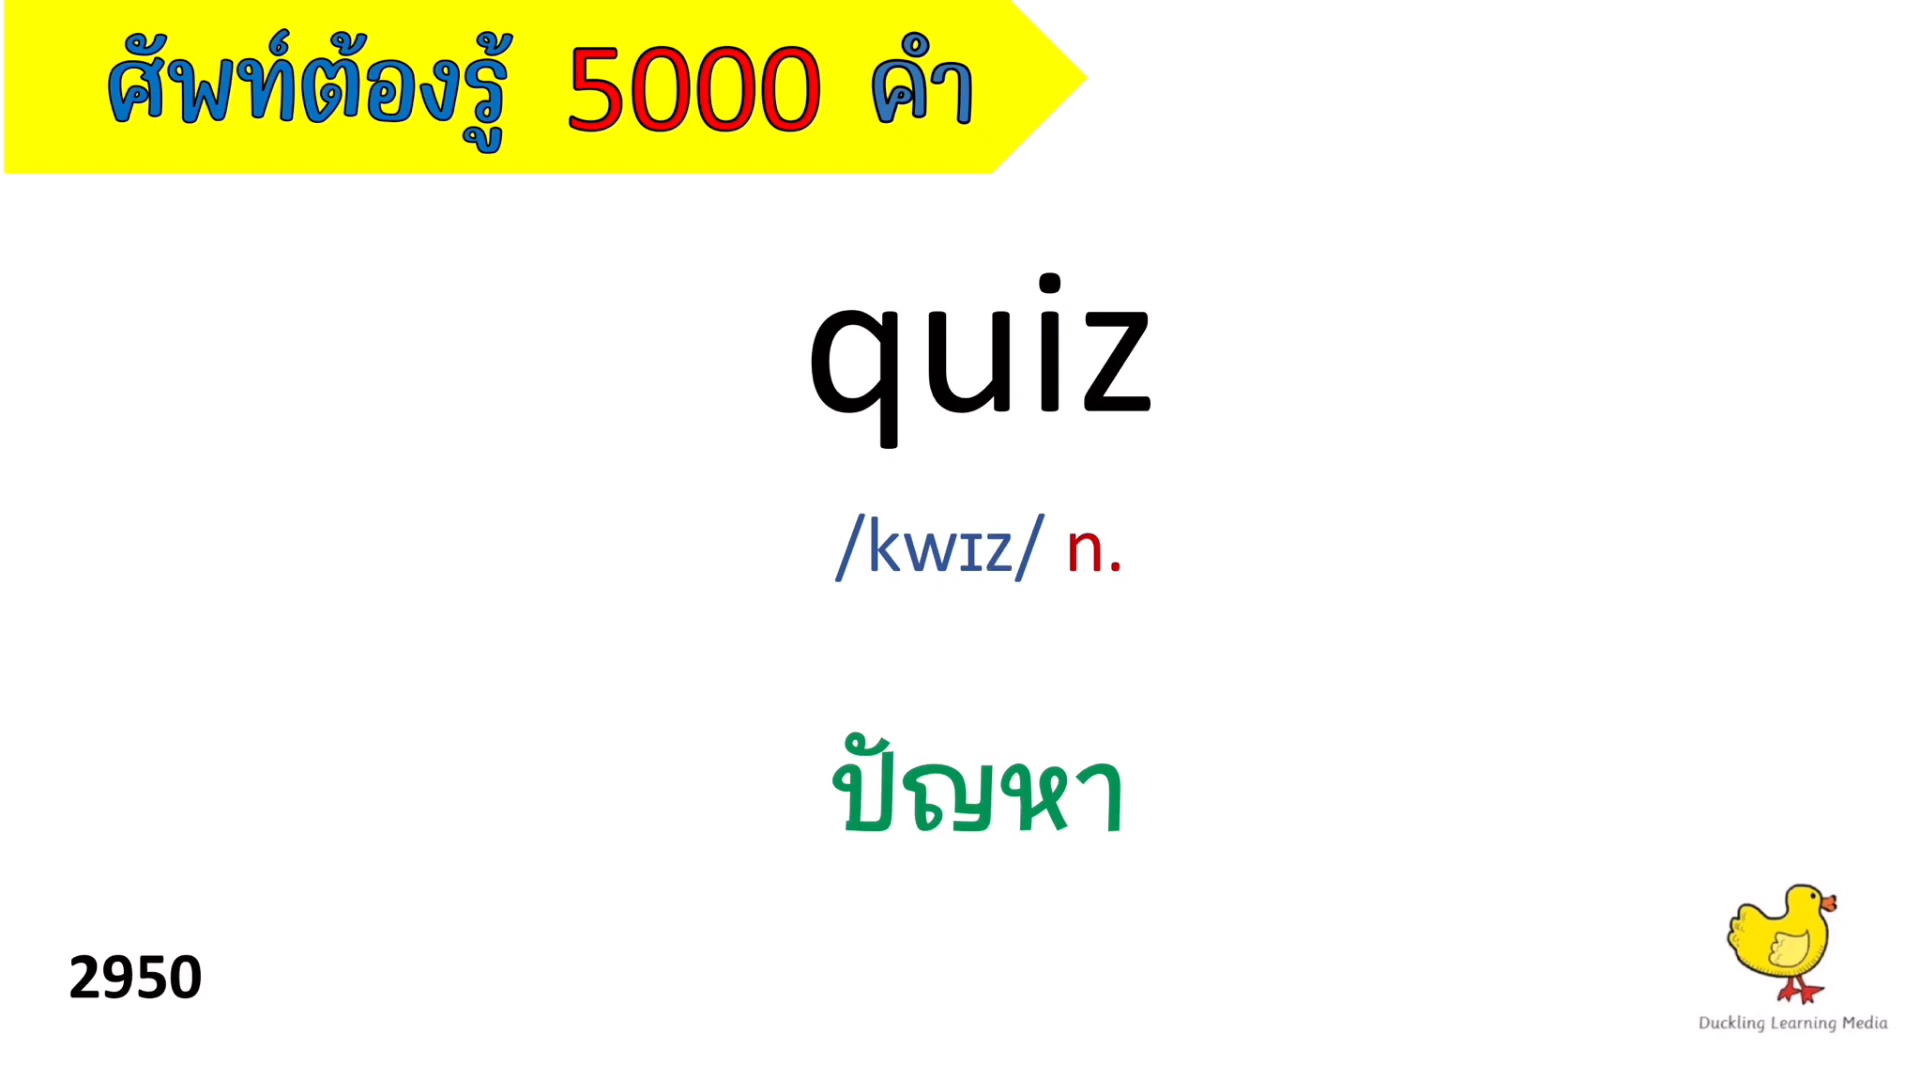 ศัพท์ต้องรู้ 5000 คำ
quiz
/kwɪz/ n.
ปัญหา
2950
Duckling Learning Media